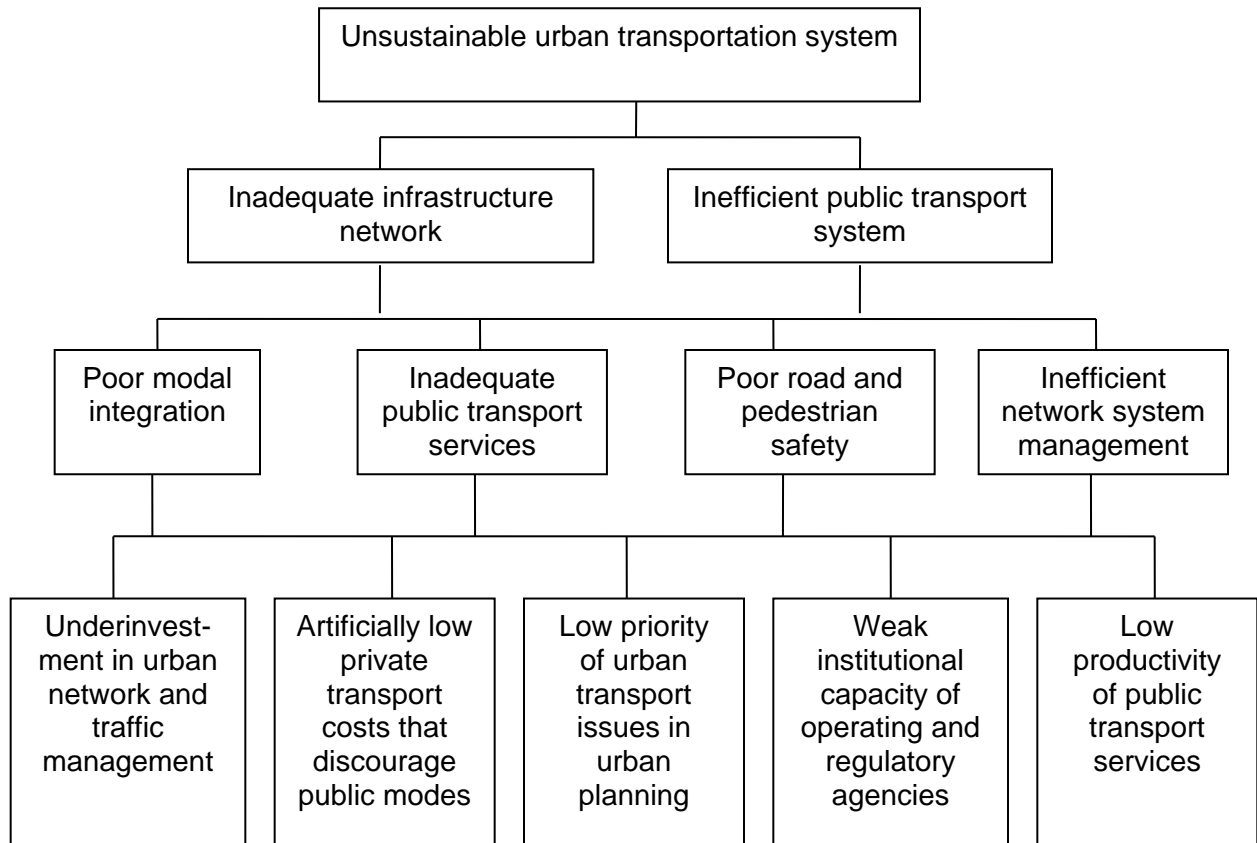 Unsustainable urban transportation system
Inadequate infrastructure
network
Inefficient public transport
system
Poor modal
integration
Inadequate
public transport
services
Poor road and
pedestrian
safety
Inefficient
network system
management
Underinvest-
ment in urban
network and
traffic
management
Artificially low
private
transport
costs that
discourage
public modes
Low priority
of urban
transport
issues in
urban
planning
Weak
institutional
capacity of
operating and
regulatory
agencies
Low
productivity
of public
transport
services